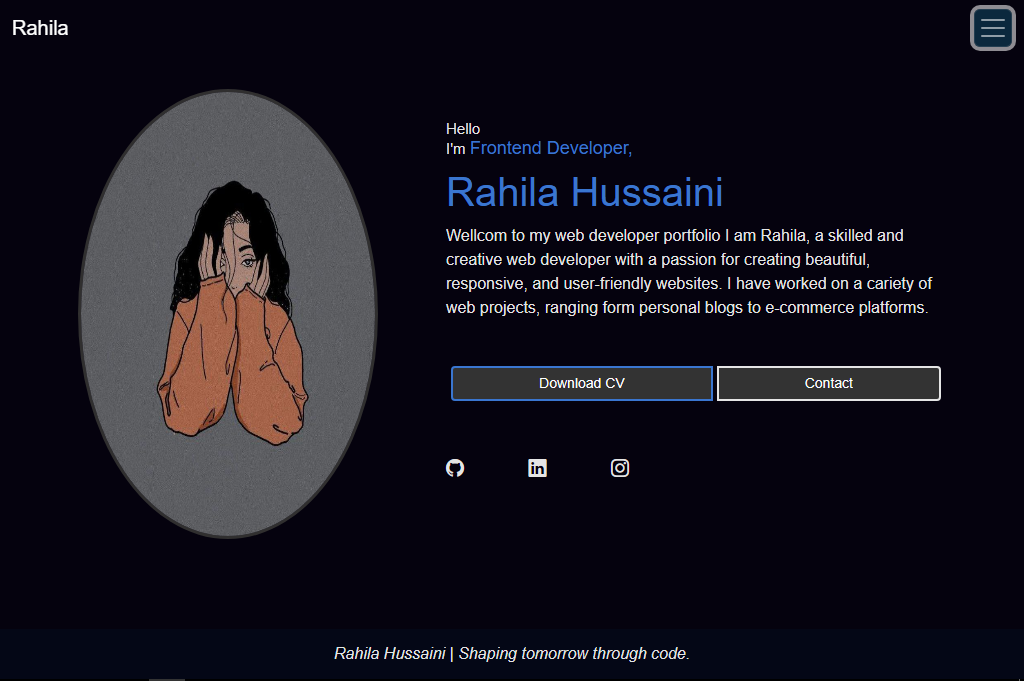 Rahila
Hello
I'm Frontend Developer,
Rahila Hussaini
Wellcom to my web developer portfolio I am Rahila, a skilled and
creative web developer with a passion for creating beautiful,
responsive, and user-friendly websites. I have worked on a cariety of
web projects, ranging form personal blogs to e-commerce platforms.
Download CV
Contact
in
Rahila Hussaini | Shaping tomorrow through code.